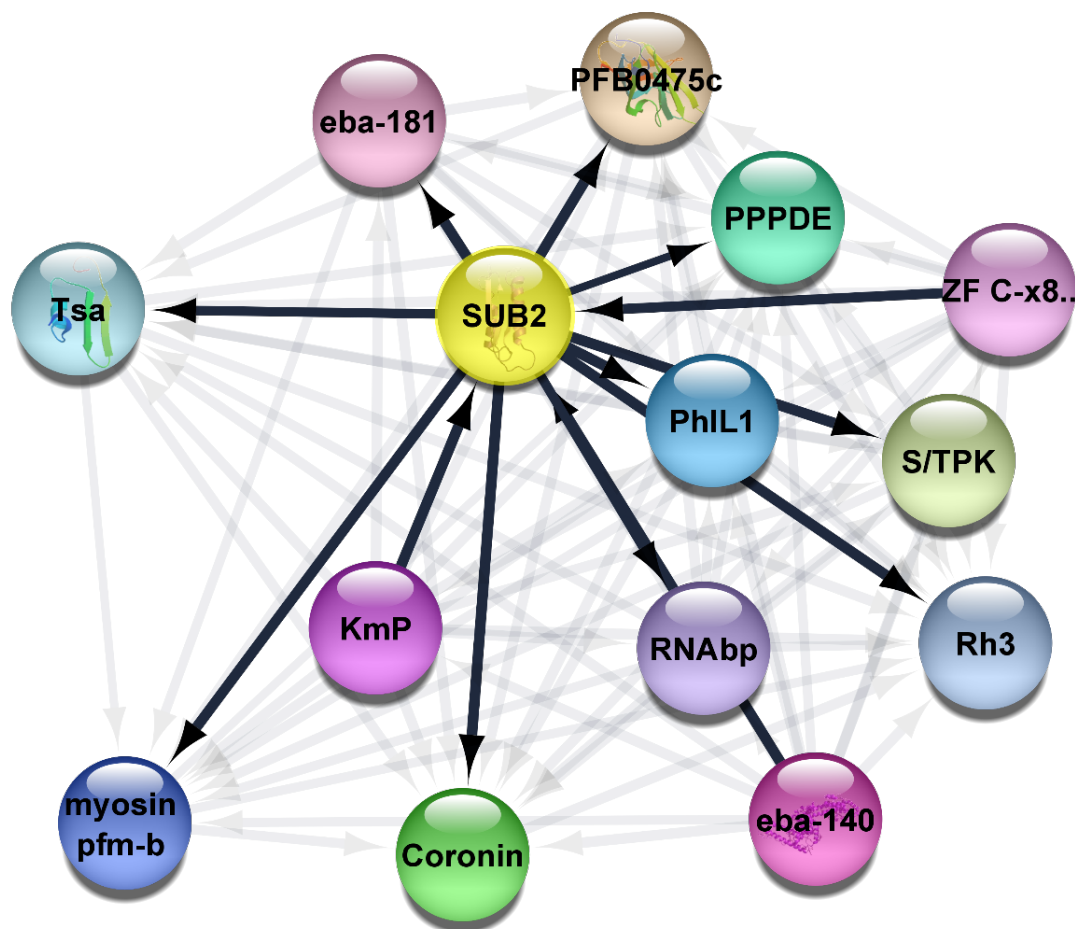 PFB0475c
eba-181
PPPDE
ZF C-x8..
Tsa
SUB2
PhIL1
S/TPK
KmP
RNAbp
Rh3
myosin
pfm-b
eba-140
Coronin